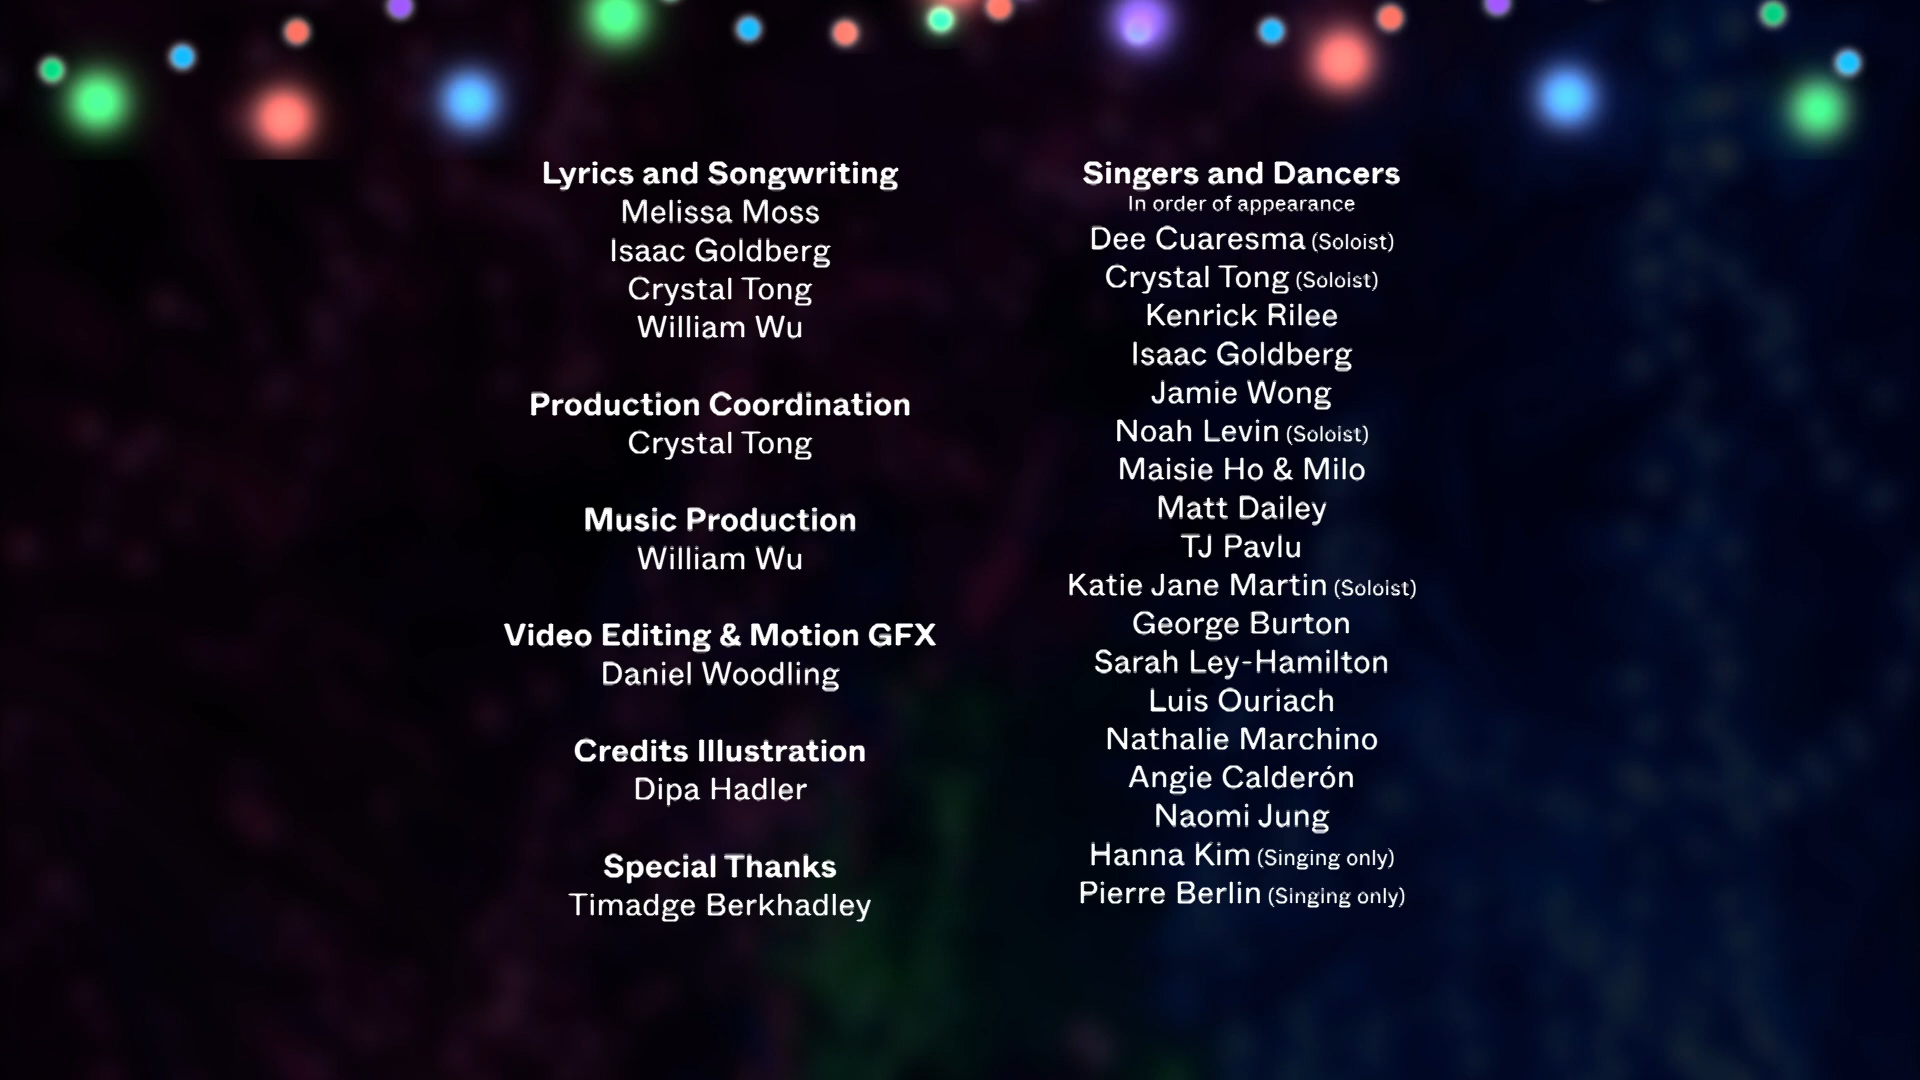 Lyrics and Songwriting
Melissa Moss
Isaac Goldberg
Crystal Tong
William Wu
Production Coordination
Crystal Tong
Music Production
William Wu
Video Editing & Motion GFX
Daniel Woodling
Credits Illustration
Dipa Hadler
Special Thanks
Timadge Berkhadley
Singers and Dancers
In order of appearance
Dee Cuaresma (Soloist)
Crystal Tong (Soloist)
Kenrick Rilee
Isaac Goldberg
Jamie Wong
Noah Levin (Soloist)
Maisie Ho & Milo
Matt Dailey
TJ Pavlu
Katie Jane Martin (Soloist)
George Burton
Sarah Ley-Hamilton
Luis Ouriach
Nathalie Marchino
Angie Calderón
Naomi Jung
Hanna Kim (Singing only)
Pierre Berlin (Singing only)